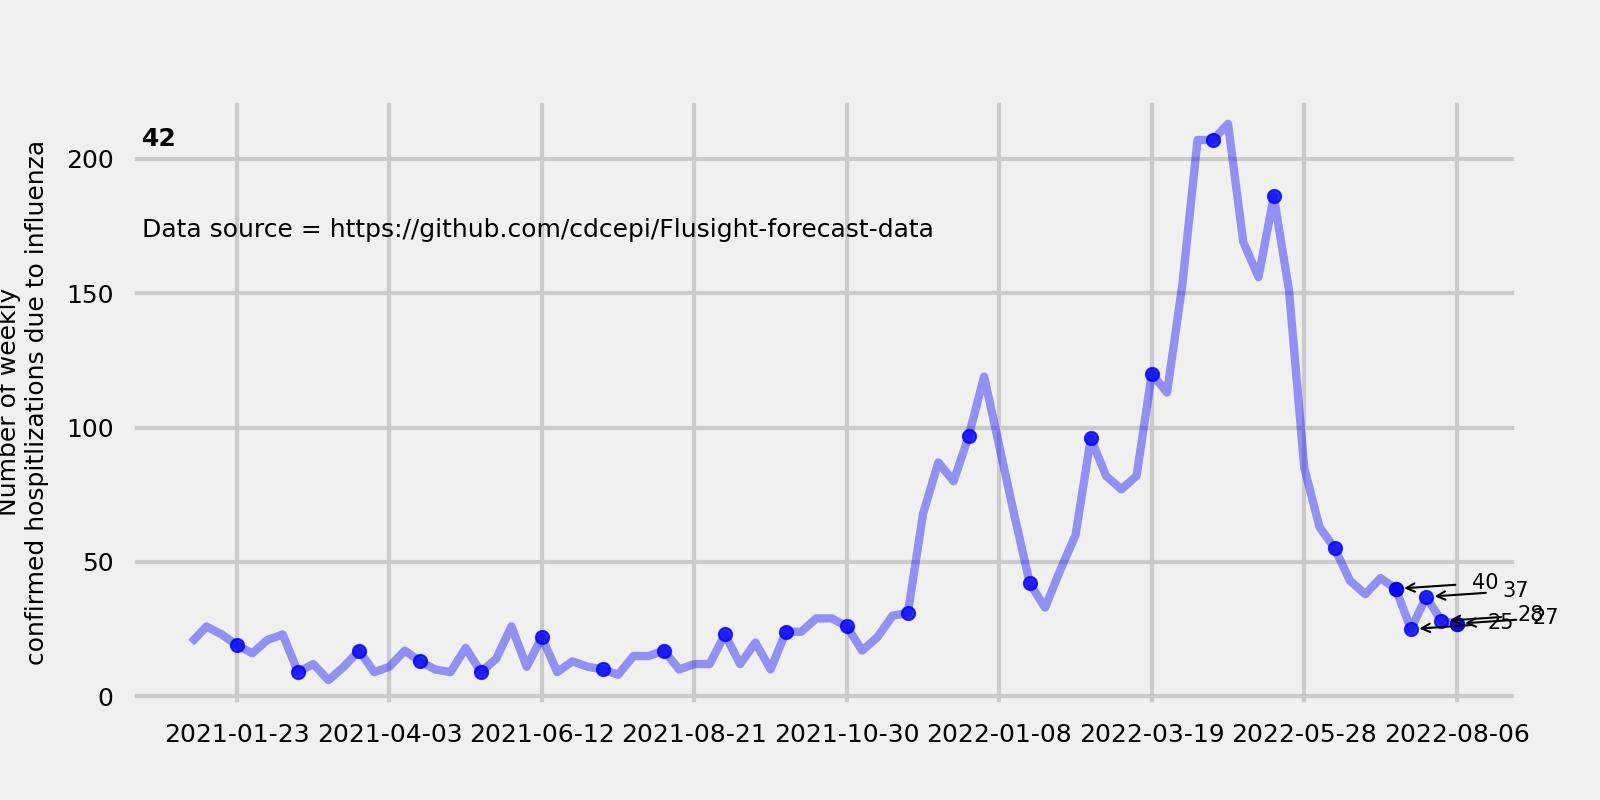 42
Data source = https://github.com/cdcepi/Flusight-forecast-data
Number of weekly
confirmed hospitlizations due to influenza
200
150
100
50
0
40
37
28
27
25
2021-01-23 2021-04-03 2021-06-12 2021-08-21 2021-10-30 2022-01-08 2022-03-19 2022-05-28 2022-08-06